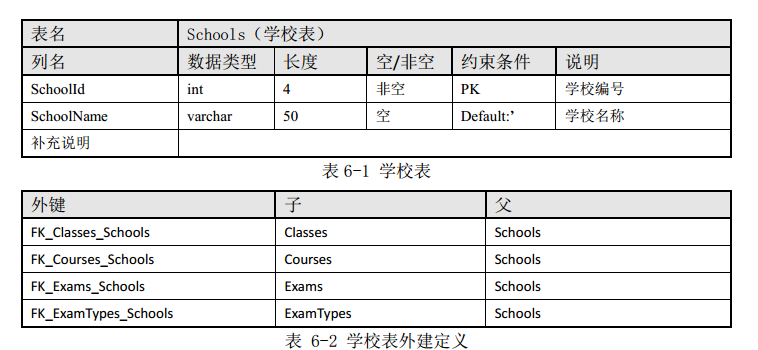 表名 Schools（学校表）
列名 数据类型 长度 空/非空 约束条件 说明
SchoolId int 4 非空 PK 学校编号
SchoolName varchar 50 空 Default:’ 学校名称
补充说明
表 6-1 学校表
外键 子 父
FK_Classes_Schools Classes Schools
FK_Courses_Schools Courses Schools
FK_Exams_Schools Exams Schools
FK_ExamTypes_Schools ExamTypes Schools
表 6-2 学校表外建定义